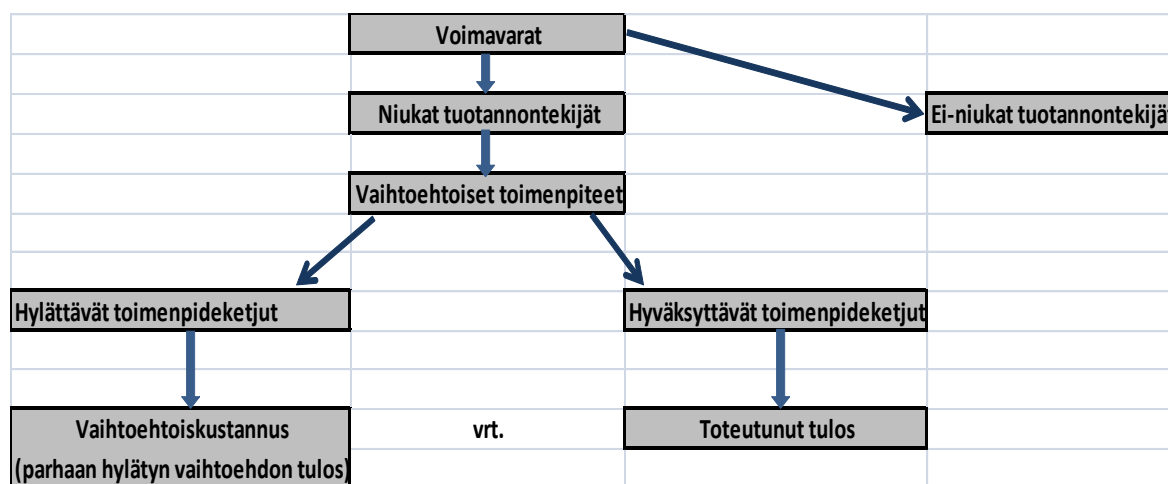 Voimavarat
Niukat tuotannontekijät
Ei-niukat tuotannontekijät
Vaihtoehtoiset toimenpiteet
Hylättävät toimenpideketjut
Hyväksyttävät toimenpideketjut
Vaihtoehtoiskustannus
(parhaan hylätyn vaihtoehdon tulos)
vrt.
Toteutunut tulos